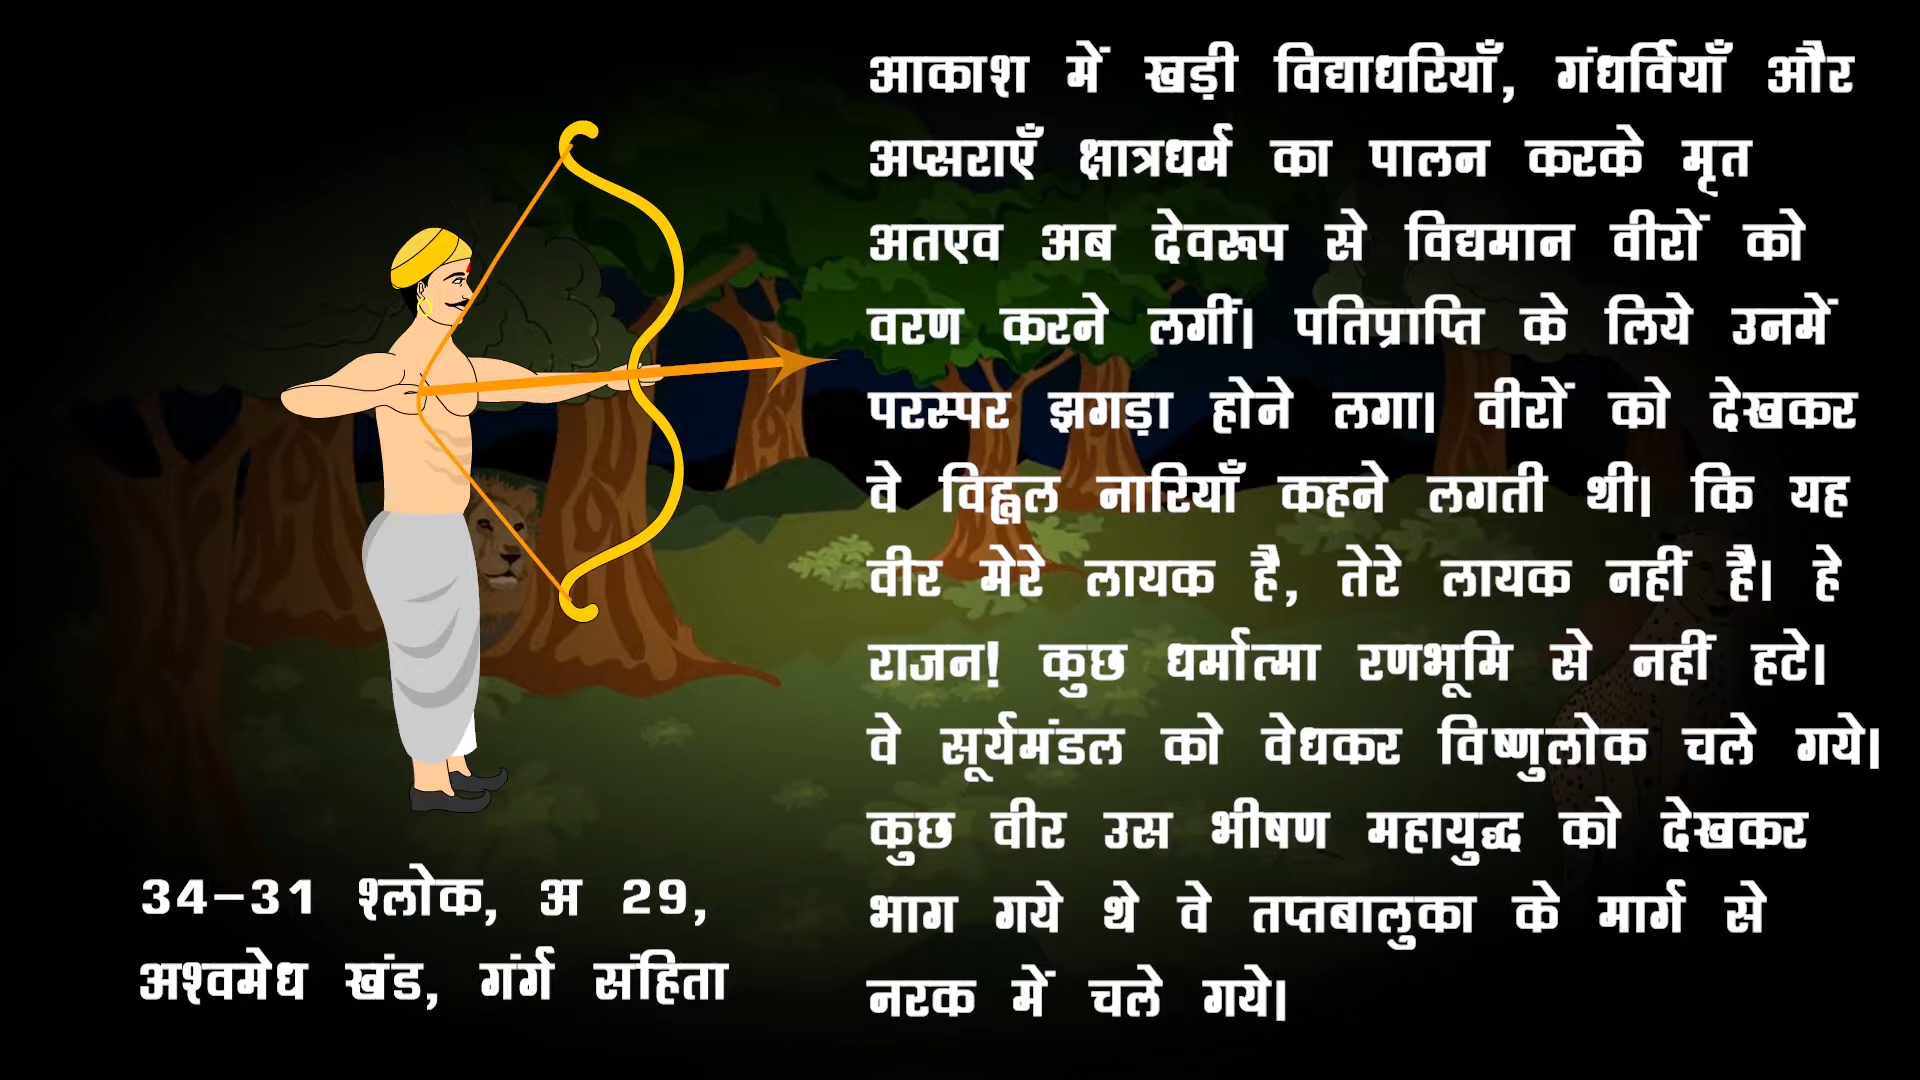 आकाश में खड़ी विद्याधरियाँ, गंधर्वियाँ और
अप्सराएँ क्षात्रधर्म का पालन करके मृत
अतएव अब देवरूप से विद्यमान वीरों को
वरण करने लगीं। पतिप्राप्ति के लिये उनमें
परस्पर झगड़ा होने लगा। वीरों को देखकर
वे विह्वल नारियाँ कहने लगती थी। कि यह
वीर मेरे लायक है, तेरे लायक नहीं है। हे
राजन! कुछ धर्मात्मा रणभूमि से नहीं हटे।
वे सूर्यमंडल को वेधकर विष्णुलोक चले गये।
कुछ वीर उस भीषण महायुद्ध को देखकर
भाग गये थे वे तप्तबालुका के मार्ग से
नरक में चले गये।
34-31 श्लोक, अ 29,
अश्वमेध खंड, गंर्ग संहिता